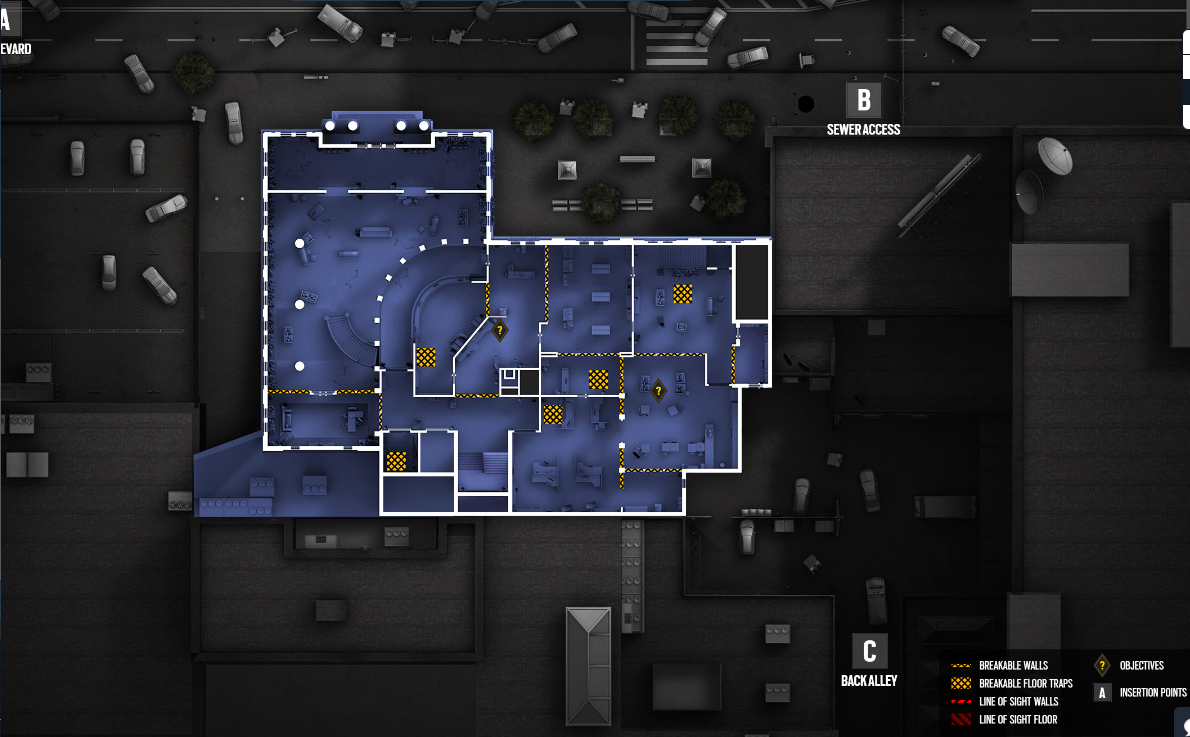 A
EVARD
B
SEWER ACCESS
?
?
C
BACK ALLEY
BREAKABLE WALLS
BREAKABLE FLOOR TRAPS
LINE OF SIGHT WALLS
LINE OF SIGHT FLOOR
? OBJECTIVES
A INSERTION POINTS